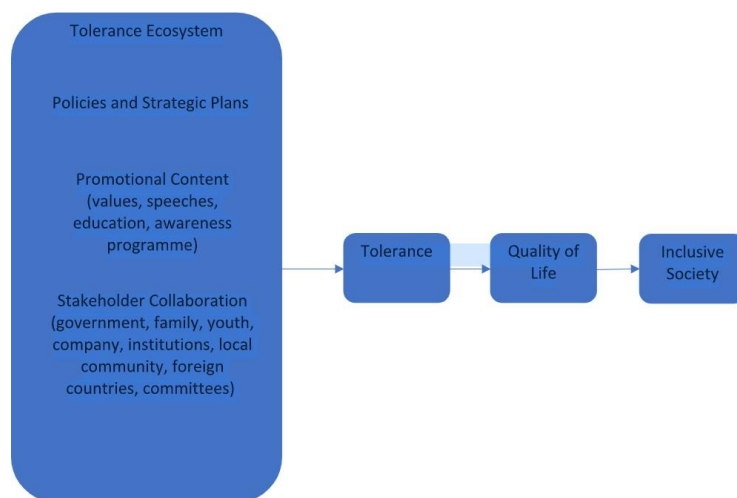 Tolerance Ecosystem
Policies and Strategic Plans
Promotional Content
(values, speeches,
education, awareness
programme)
Stakeholder Collaboration
(government, family, youth,
company, institutions, local
community, foreign
countries, committees)
Tolerance
Quality of
Life
Inclusive
Society